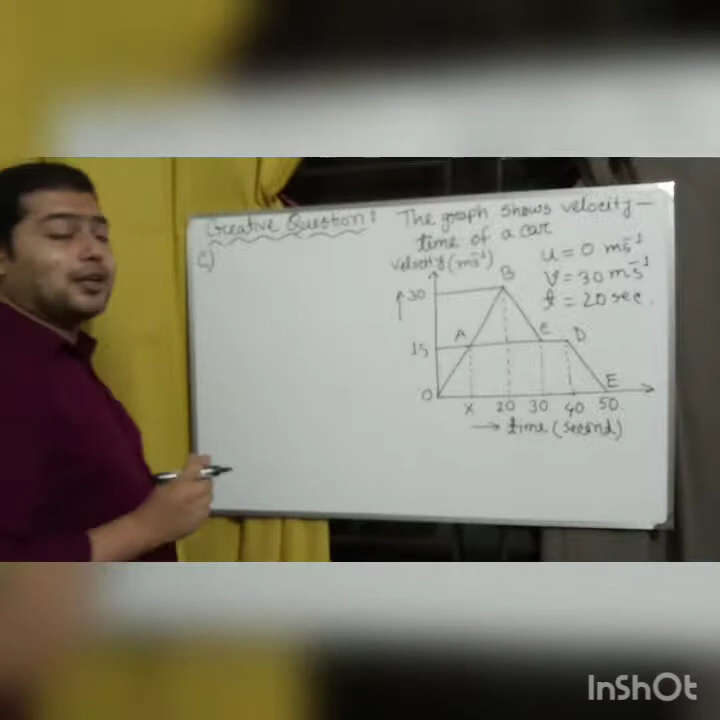 Creative Question: The graph shows velocity-
time of a car
c)
velocity (ms⁻¹)
u = 0 ms⁻¹
v = 30 ms⁻¹
t = 20 sec.
B
30
A
C
D
15
E
0
X 20 30 40 50
→ time (second)
InShOt